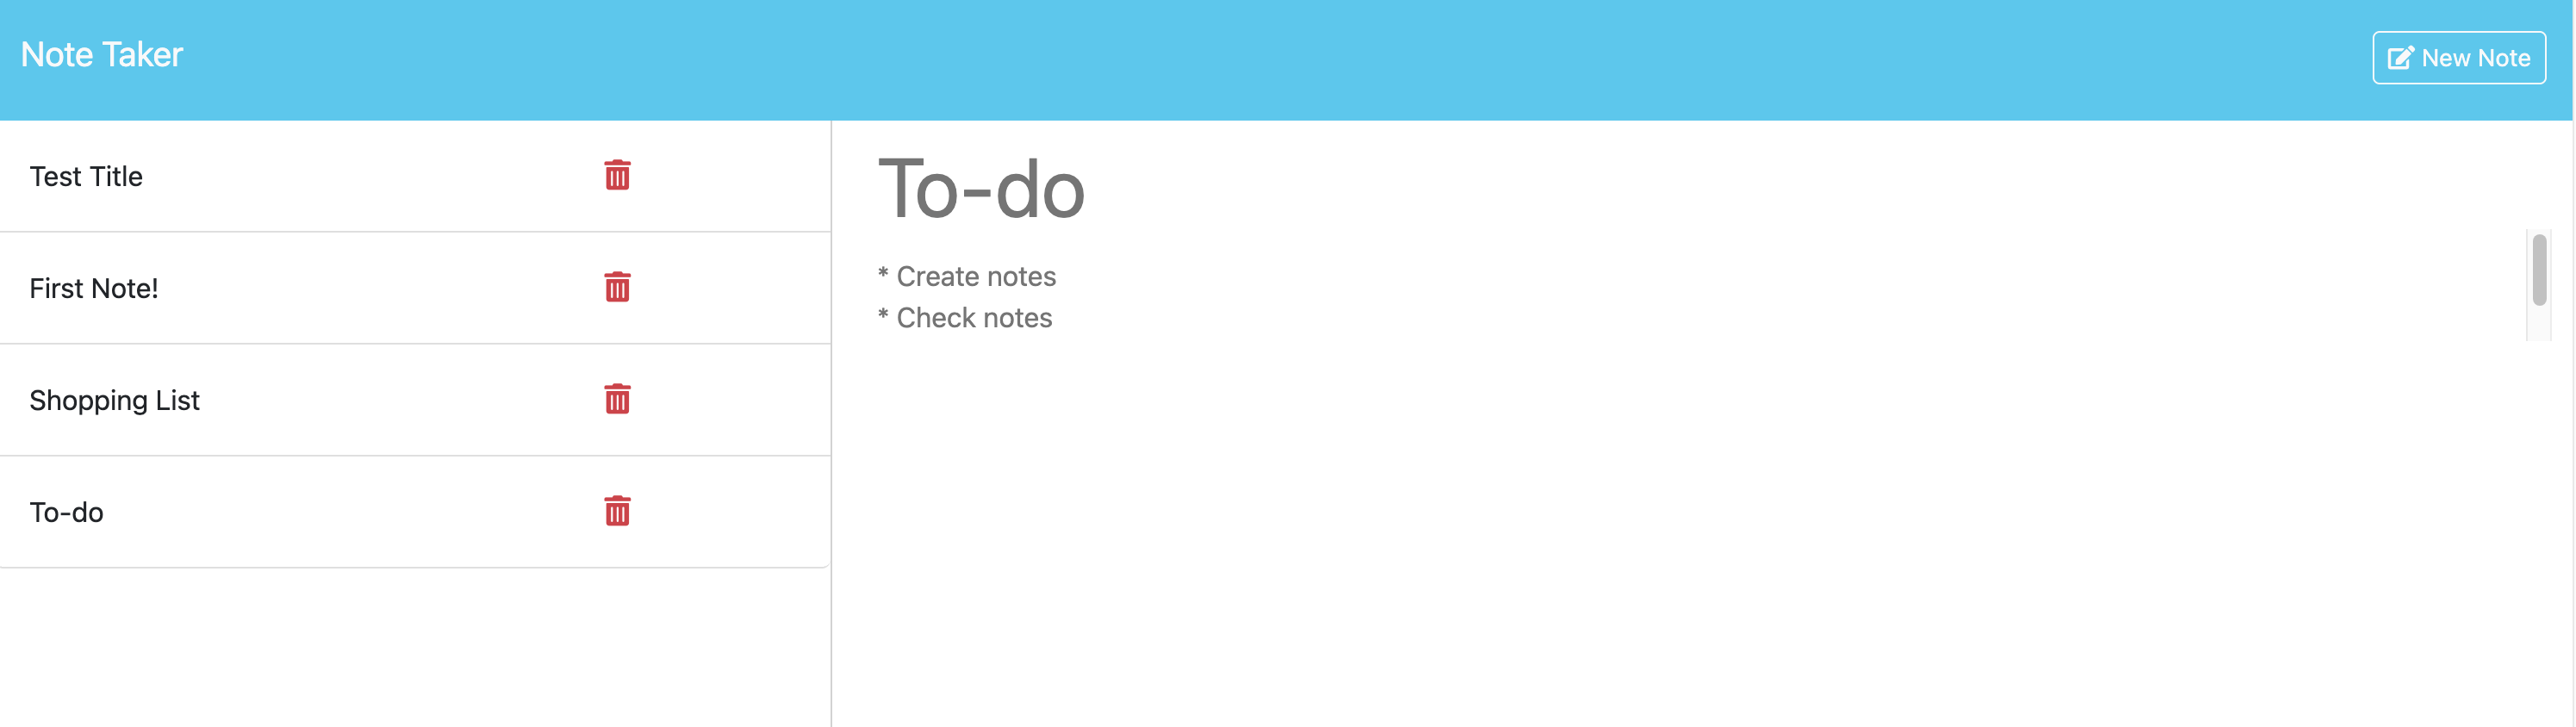 Note Taker
New Note
Test Title
First Note!
Shopping List
To-do
To-do
* Create notes
* Check notes